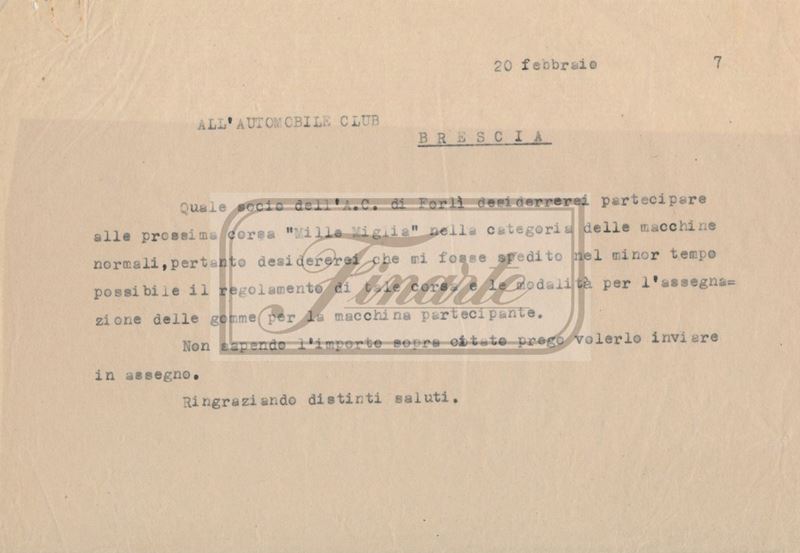 20 febbraio 7
ALL'AUTOMOBILE CLUB
BRESCIA
Quale socio dell'A.C. di Forlì desiderrerei partecipare
alle prossima corsa "Mille Miglia" nella categoria delle macchine
normali,pertanto desidererei che mi fosse spedito nel minor tempo
possibile il regolamento di tale corsa e le modalità per l'assegna=
zione delle gomme per la macchina partecipante.
Non sapendo l'importo sopra citato prego volerlo inviare
in assegno.
Ringraziando distinti saluti.
Finarte